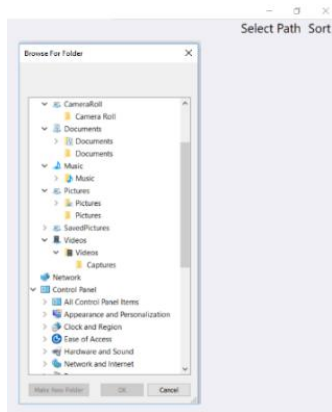 Select Path Sort
Browse For Folder
CameraRoll
Camera Roll
Documents
Documents
Documents
Music
Music
Pictures
Pictures
Pictures
SavedPictures
Videos
Videos
Captures
Network
Control Panel
All Control Panel Items
Appearance and Personalization
Clock and Region
Ease of Access
Hardware and Sound
Network and Internet
Make New Folder OK Cancel